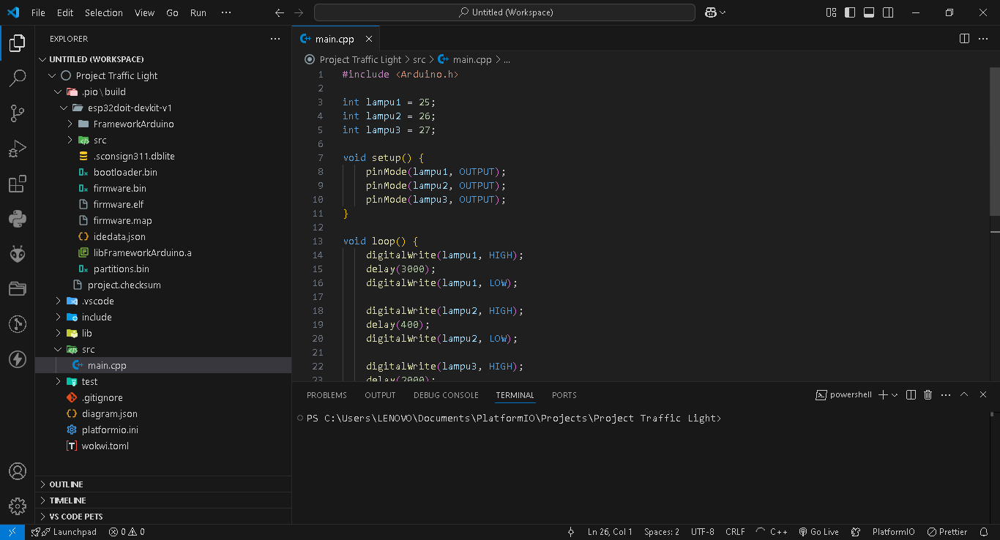 File Edit Selection View Go Run ··· Untitled (Workspace)
EXPLORER
UNTITLED (WORKSPACE)
Project Traffic Light
.pio\build
esp32doit-devkit-v1
FrameworkArduino
src
.sconsign311.dblite
bootloader.bin
firmware.bin
firmware.elf
firmware.map
idedata.json
libFrameworkArduino.a
partitions.bin
project.checksum
.vscode
include
lib
src
main.cpp
test
.gitignore
diagram.json
platformio.ini
wokwi.toml
OUTLINE
TIMELINE
VS CODE PETS
main.cpp
Project Traffic Light > src > main.cpp > ...
1 #include <Arduino.h>
2
3 int lampu1 = 25;
4 int lampu2 = 26;
5 int lampu3 = 27;
6
7 void setup() {
8 pinMode(lampu1, OUTPUT);
9 pinMode(lampu2, OUTPUT);
10 pinMode(lampu3, OUTPUT);
11 }
12
13 void loop() {
14 digitalWrite(lampu1, HIGH);
15 delay(3000);
16 digitalWrite(lampu1, LOW);
17
18 digitalWrite(lampu2, HIGH);
19 delay(400);
20 digitalWrite(lampu2, LOW);
21
22 digitalWrite(lampu3, HIGH);
23 delay(2000);
PROBLEMS OUTPUT DEBUG CONSOLE TERMINAL PORTS powershell
PS C:\Users\LENOVO\Documents\PlatformIO\Projects\Project Traffic Light>
Launchpad 0 0 Ln 26, Col 1 Spaces: 2 UTF-8 CRLF C++ Go Live PlatformIO Prettier